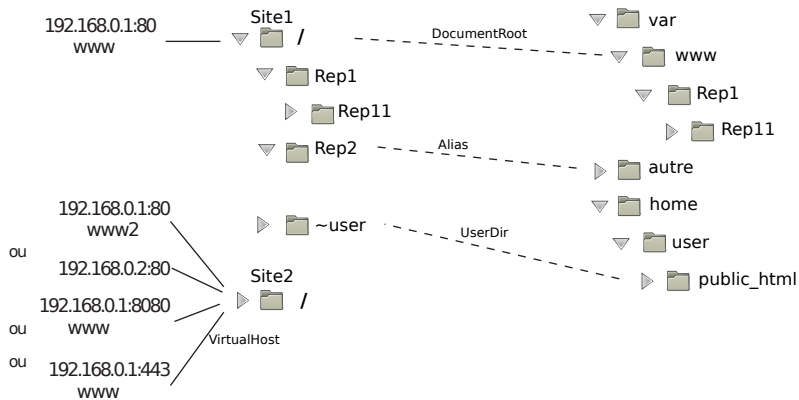 192.168.0.1:80
www
Site1
/
DocumentRoot
var
www
Rep1
Rep1
Rep11
Rep11
Rep2
Alias
autre
home
192.168.0.1:80
www2
~user
UserDir
user
ou
192.168.0.2:80
Site2
/
public_html
192.168.0.1:8080
www
ou
VirtualHost
ou
192.168.0.1:443
www